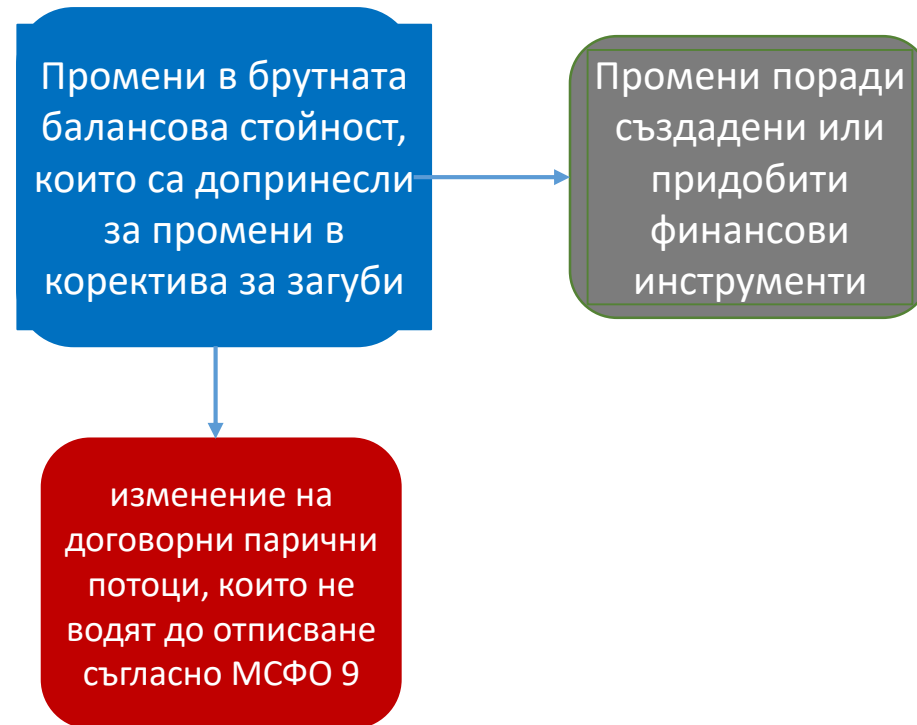 Промени в брутната
балансова стойност,
които са допринесли
за промени в
коректива за загуби
Промени поради
създадени или
придобити
финансови
инструменти
изменение на
договорни парични
потоци, които не
водят до отписване
съгласно МСФО 9